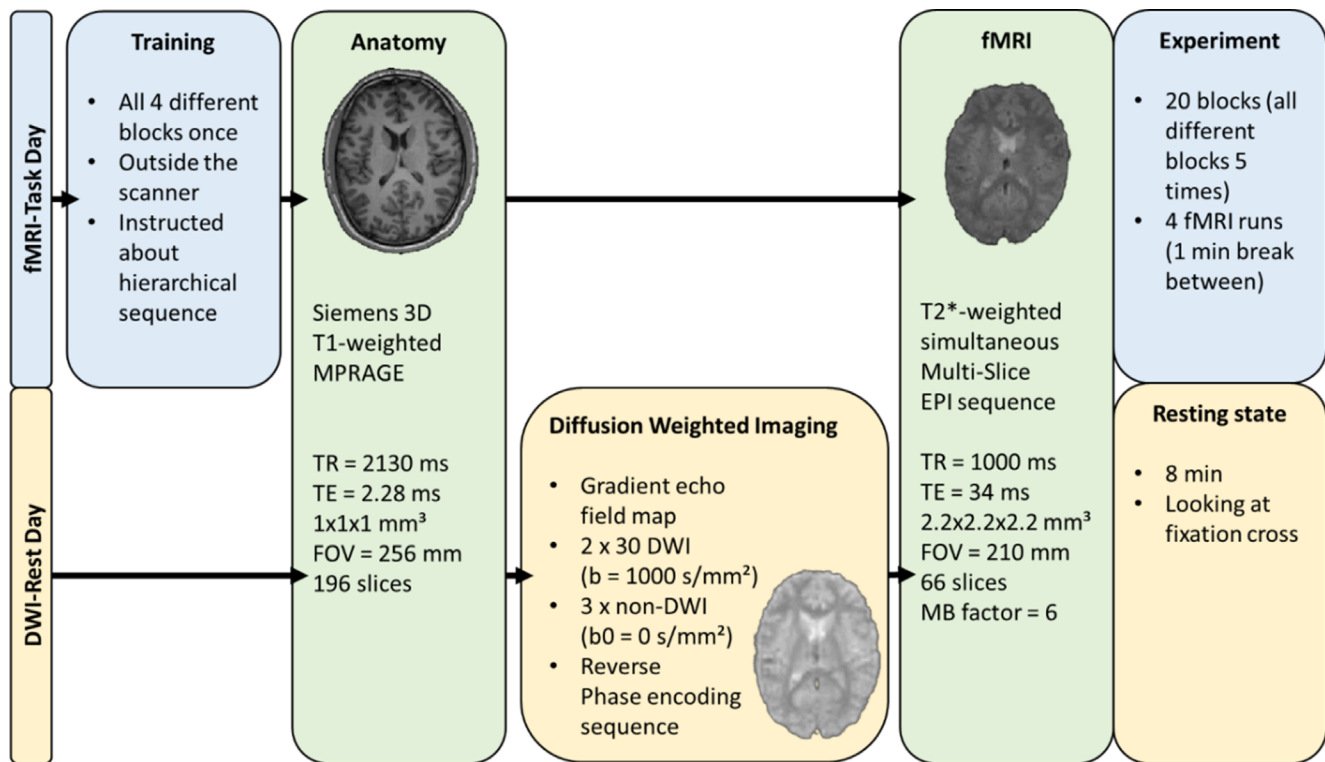 fMRI-Task Day
Training
• All 4 different
blocks once
• Outside the
scanner
• Instructed
about
hierarchical
sequence
Anatomy
Siemens 3D
T1-weighted
MPRAGE
TR = 2130 ms
TE = 2.28 ms
1x1x1 mm³
FOV = 256 mm
196 slices
fMRI
T2*-weighted
simultaneous
Multi-Slice
EPI sequence
TR = 1000 ms
TE = 34 ms
2.2x2.2x2.2 mm³
FOV = 210 mm
66 slices
MB factor = 6
Experiment
• 20 blocks (all
different
blocks 5
times)
• 4 fMRI runs
(1 min break
between)
DWI-Rest Day
Diffusion Weighted Imaging
• Gradient echo
field map
• 2 x 30 DWI
(b = 1000 s/mm²)
• 3 x non-DWI
(b0 = 0 s/mm²)
• Reverse
Phase encoding
sequence
Resting state
• 8 min
• Looking at
fixation cross